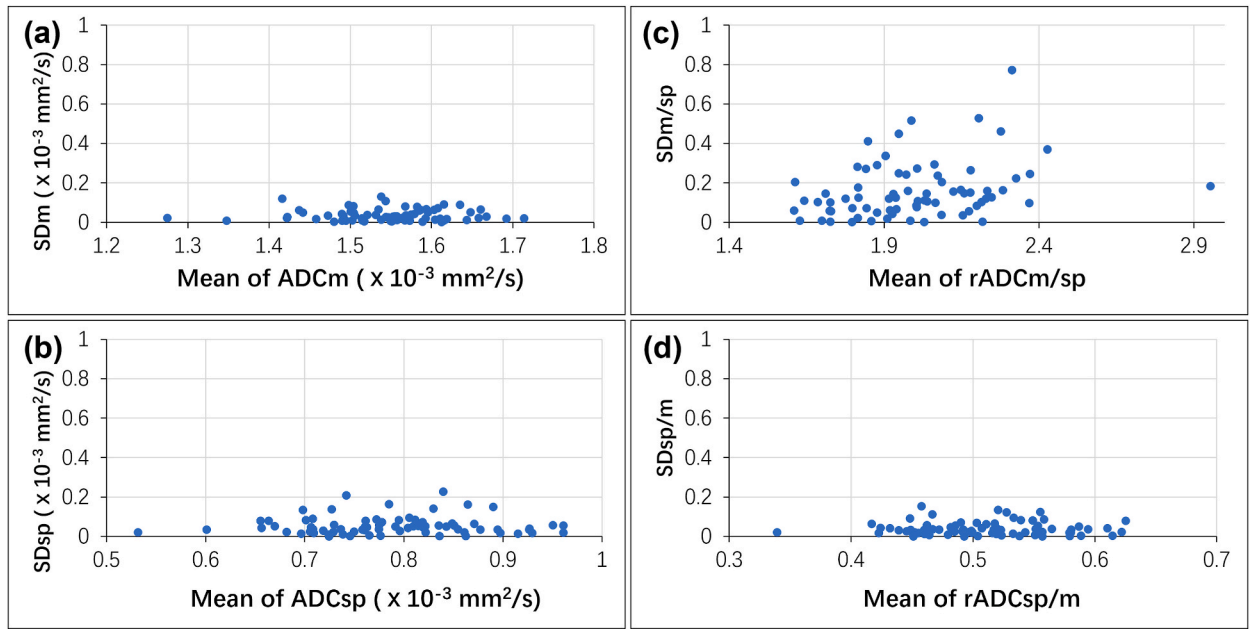 (a)
SDm ( x 10⁻³ mm²/s)
1
0.8
0.6
0.4
0.2
0
1.2 1.3 1.4 1.5 1.6 1.7 1.8
Mean of ADCm ( x 10⁻³ mm²/s)
(c)
SDm/sp
1
0.8
0.6
0.4
0.2
0
1.4 1.9 2.4 2.9
Mean of rADCm/sp
(b)
SDsp ( x 10⁻³ mm²/s)
1
0.8
0.6
0.4
0.2
0
0.5 0.6 0.7 0.8 0.9 1
Mean of ADCsp ( x 10⁻³ mm²/s)
(d)
SDsp/m
1
0.8
0.6
0.4
0.2
0
0.3 0.4 0.5 0.6 0.7
Mean of rADCsp/m